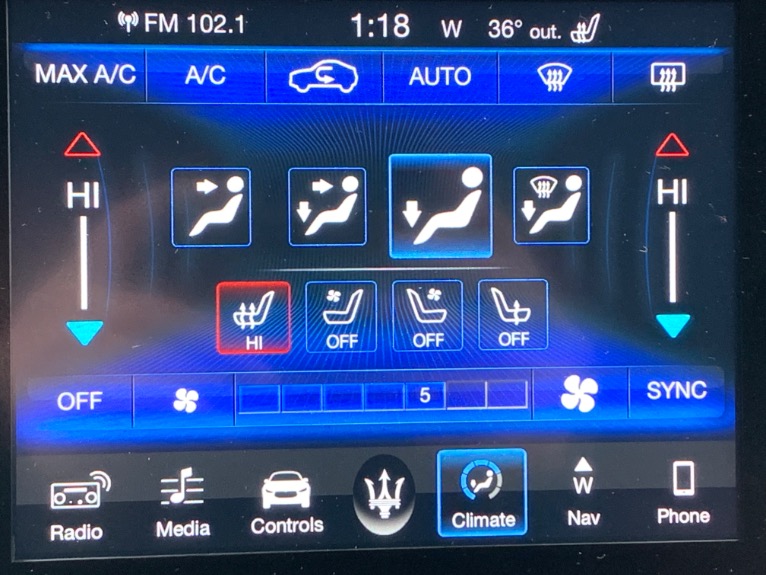 FM 102.1 1:18 W 36° out.
MAX A/C A/C AUTO
HI HI
HI OFF OFF OFF
OFF 5 SYNC
W
Radio Media Controls Climate Nav Phone